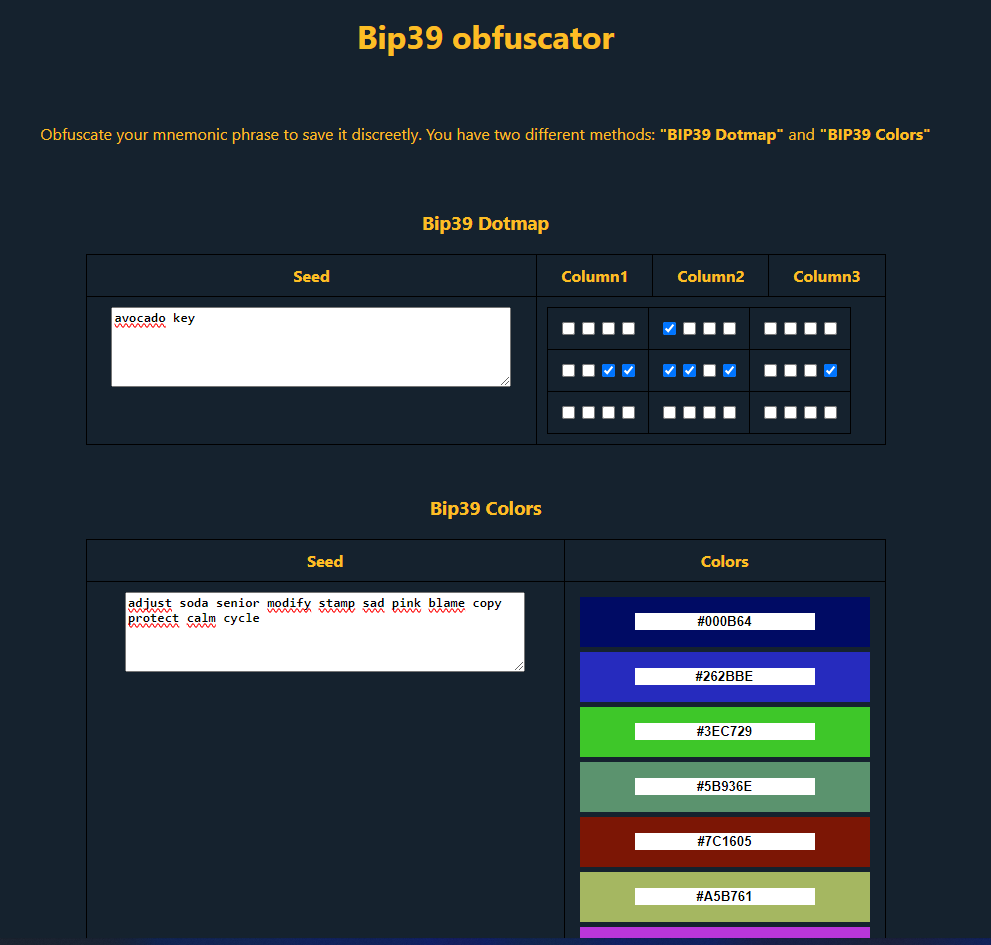 Bip39 obfuscator
Obfuscate your mnemonic phrase to save it discreetly. You have two different methods: "BIP39 Dotmap" and "BIP39 Colors"
Bip39 Dotmap
Seed Column1 Column2 Column3
avocado key
Bip39 Colors
Seed Colors
adjust soda senior modify stamp sad pink blame copy
protect calm cycle
#000B64
#262BBE
#3EC729
#5B936E
#7C1605
#A5B761